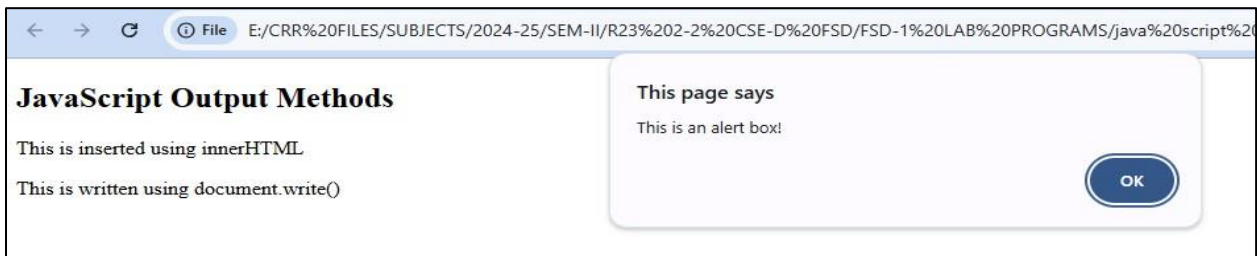 File E:/CRR%20FILES/SUBJECTS/2024-25/SEM-II/R23%202-2%20CSE-D%20FSD/FSD-1%20LAB%20PROGRAMS/java%20script%20
JavaScript Output Methods
This is inserted using innerHTML
This is written using document.write()
This page says
This is an alert box!
OK